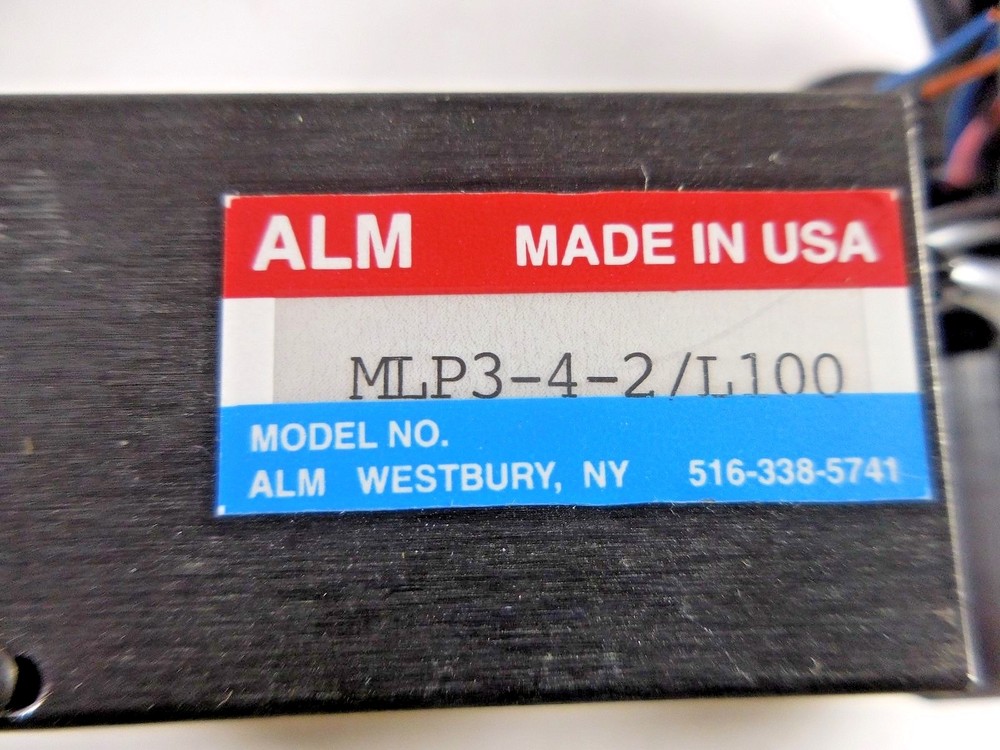 ALM MADE IN USA
MLP3-4-2/L100
MODEL NO.
ALM WESTBURY, NY 516-338-5741